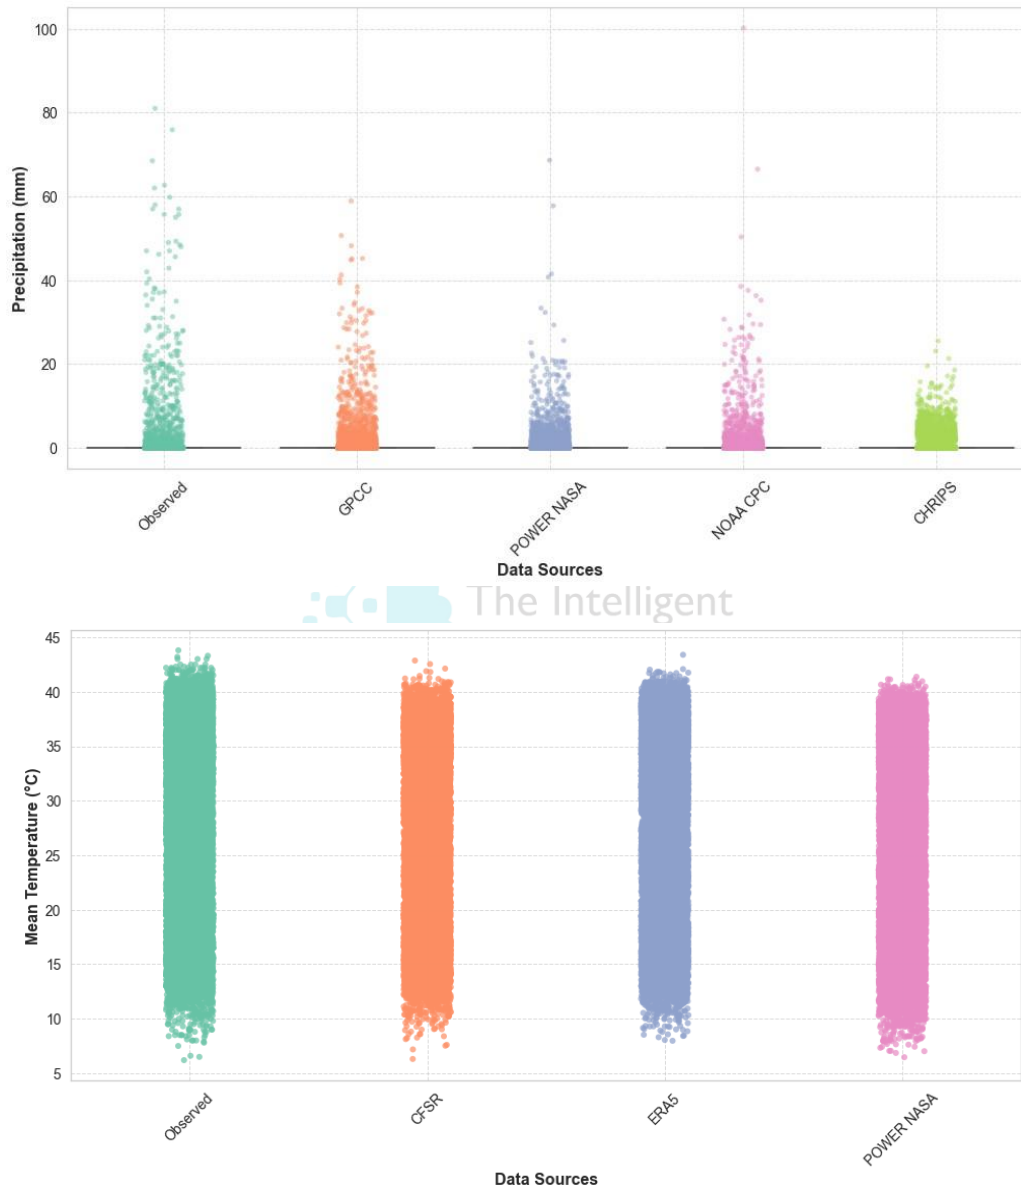 100
80
60
40
20
0
Precipitation (mm)
Observed
GPCC
POWER NASA
NOAA CPC
CHRIPS
Data Sources
The Intelligent
45
40
35
30
25
20
15
10
5
Mean Temperature (°C)
Observed
CFSR
ERA5
POWER NASA
Data Sources